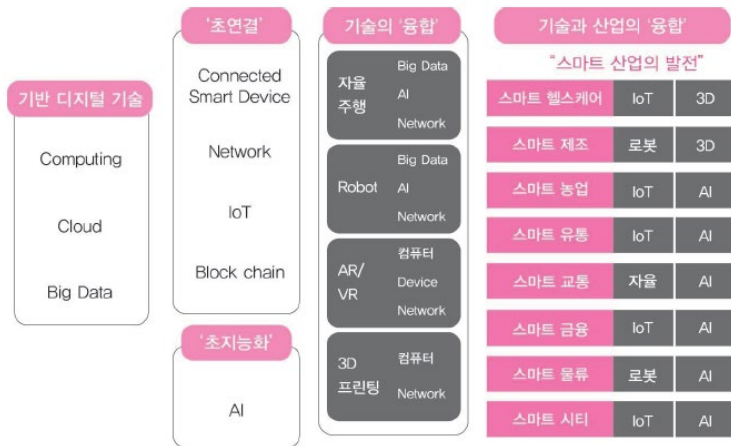 기반 디지털 기술
Computing
Cloud
Big Data
‘초연결’
Connected
Smart Device
Network
IoT
Block chain
‘초지능화’
AI
기술의 ‘융합’
자율
주행
Big Data
AI
Network
Robot
Big Data
AI
Network
AR/
VR
컴퓨터
Device
Network
3D
프린팅
컴퓨터
Network
기술과 산업의 ‘융합’
“스마트 산업의 발전”
스마트 헬스케어 IoT 3D
스마트 제조 로봇 3D
스마트 농업 IoT AI
스마트 유통 IoT AI
스마트 교통 자율 AI
스마트 금융 IoT AI
스마트 물류 로봇 AI
스마트 시티 IoT AI